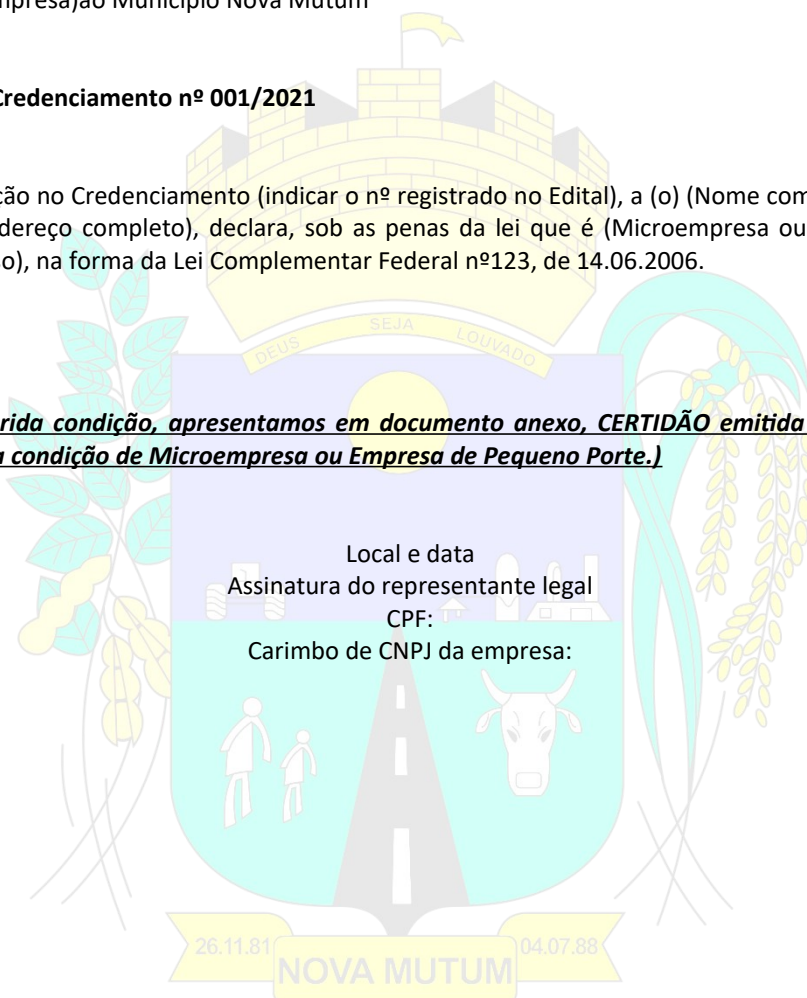 mpresa)ao Município Nova Mutum
Credenciamento nº 001/2021
ção no Credenciamento (indicar o nº registrado no Edital), a (o) (Nome com
dereço completo), declara, sob as penas da lei que é (Microempresa ou
so), na forma da Lei Complementar Federal nº123, de 14.06.2006.
DEUS SEJA LOUVADO
rida condição, apresentamos em documento anexo, CERTIDÃO emitida
a condição de Microempresa ou Empresa de Pequeno Porte.)
Local e data
Assinatura do representante legal
CPF:
Carimbo de CNPJ da empresa:
26.11.81 04.07.88
NOVA MUTUM